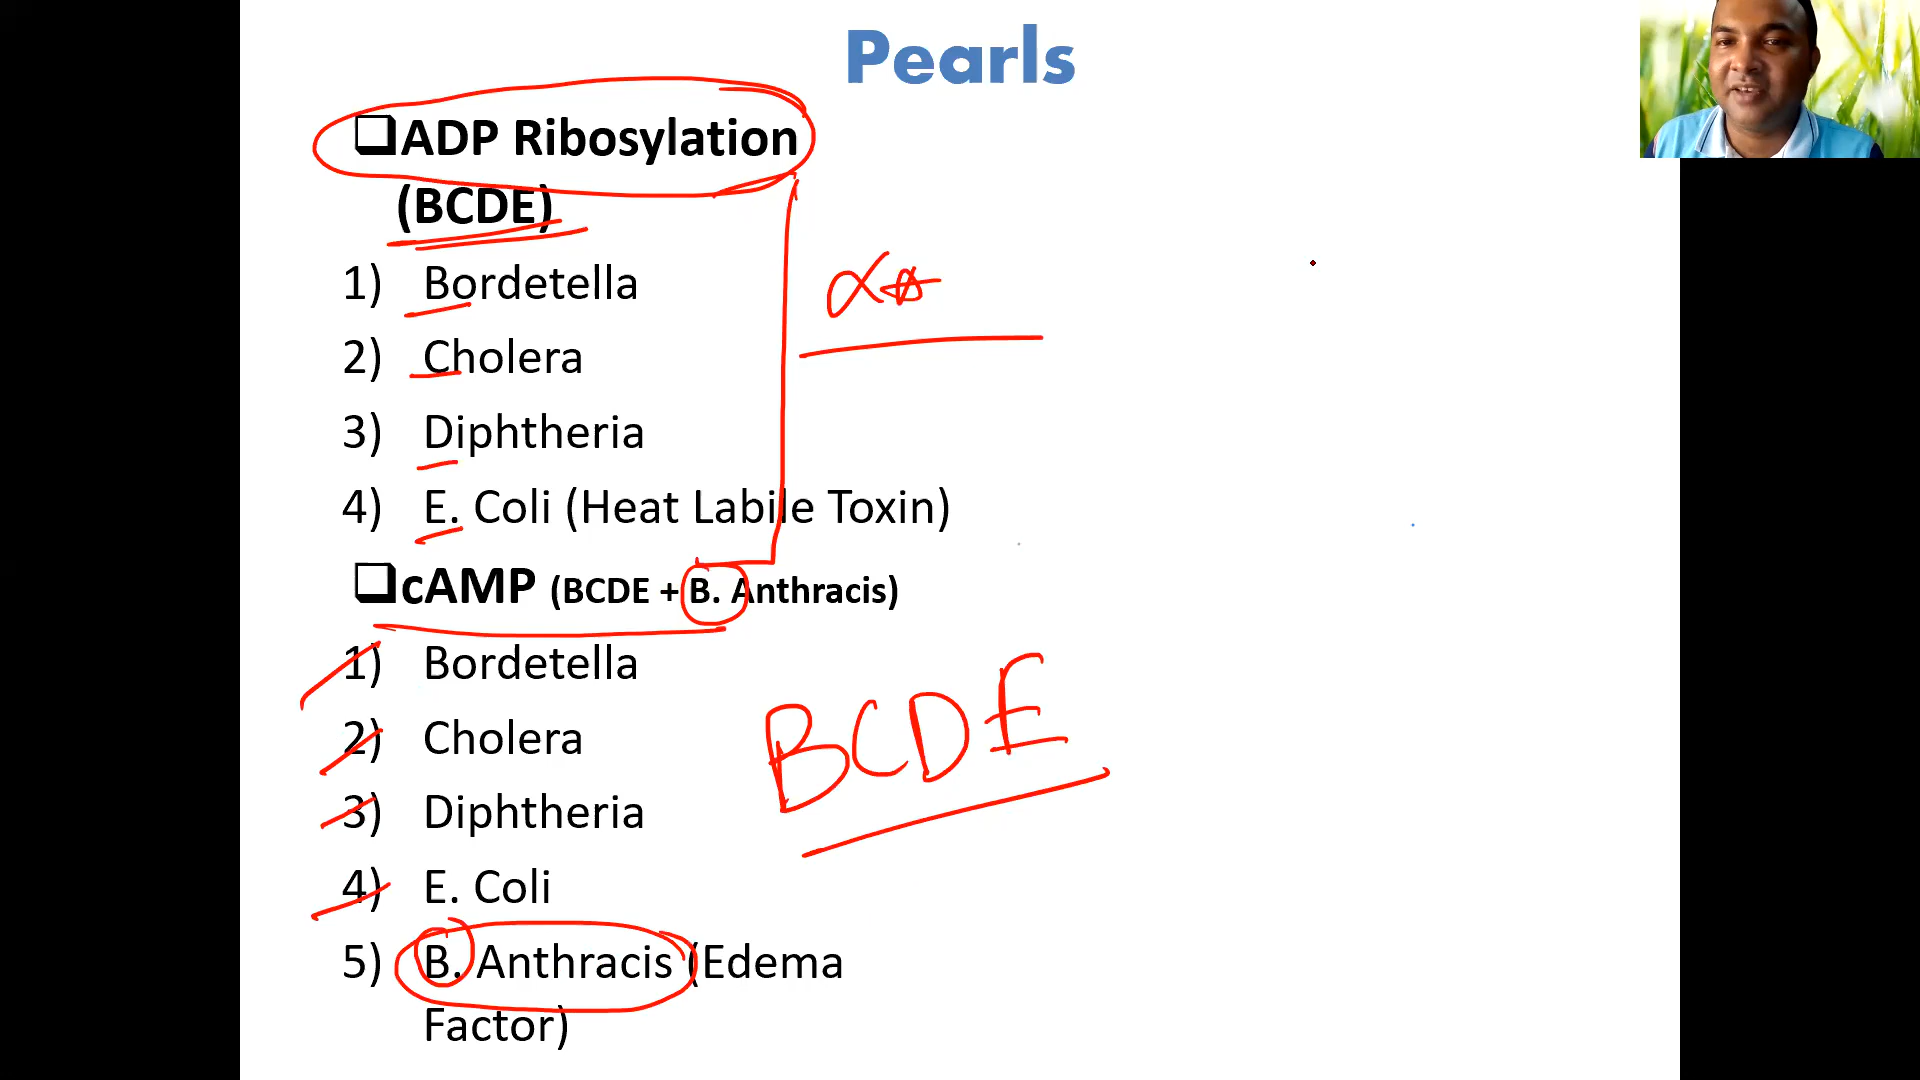 Pearls
ADP Ribosylation
(BCDE)
1) Bordetella
2) Cholera
3) Diphtheria
4) E. Coli (Heat Labile Toxin)
cAMP (BCDE + B. Anthracis)
1) Bordetella
2) Cholera
3) Diphtheria
4) E. Coli
BCDE
5) B. Anthracis (Edema
Factor)